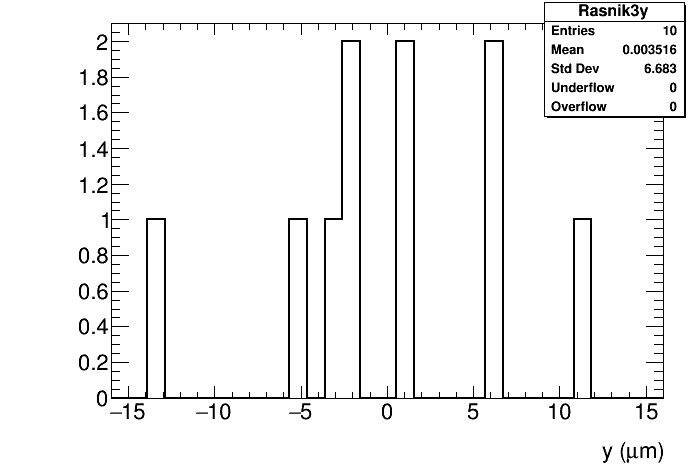 Rasnik3y
Entries 10
Mean 0.003516
Std Dev 6.683
Underflow 0
Overflow 0
2
1.8
1.6
1.4
1.2
1
0.8
0.6
0.4
0.2
0
−15 −10 −5 0 5 10 15
y (μm)